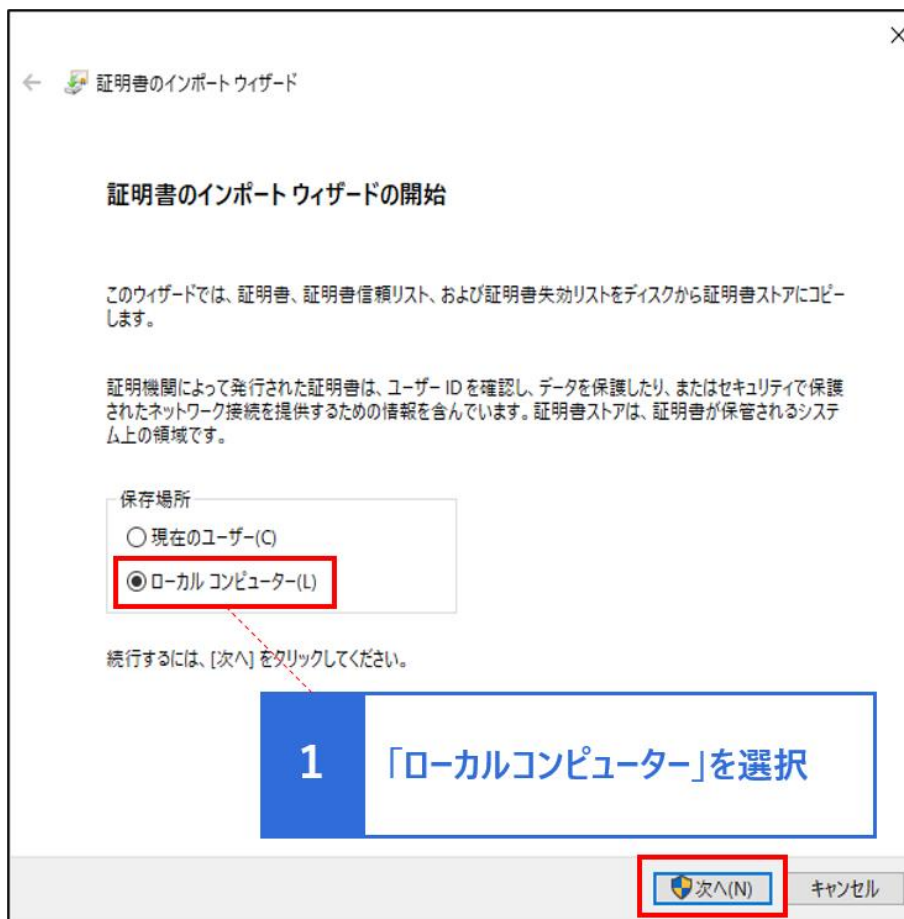 証明書のインポート ウィザード
証明書のインポート ウィザードの開始
このウィザードでは、証明書、証明書信頼リスト、および証明書失効リストをディスクから証明書ストアにコピー
します。
証明機関によって発行された証明書は、ユーザー ID を確認し、データを保護したり、またはセキュリティで保護
されたネットワーク接続を提供するための情報を含んでいます。証明書ストアは、証明書が保管されるシステ
ム上の領域です。
保存場所
現在のユーザー(C)
ローカル コンピューター(L)
続行するには、[次へ] をクリックしてください。
1
「ローカルコンピューター」を選択
次へ(N)
キャンセル